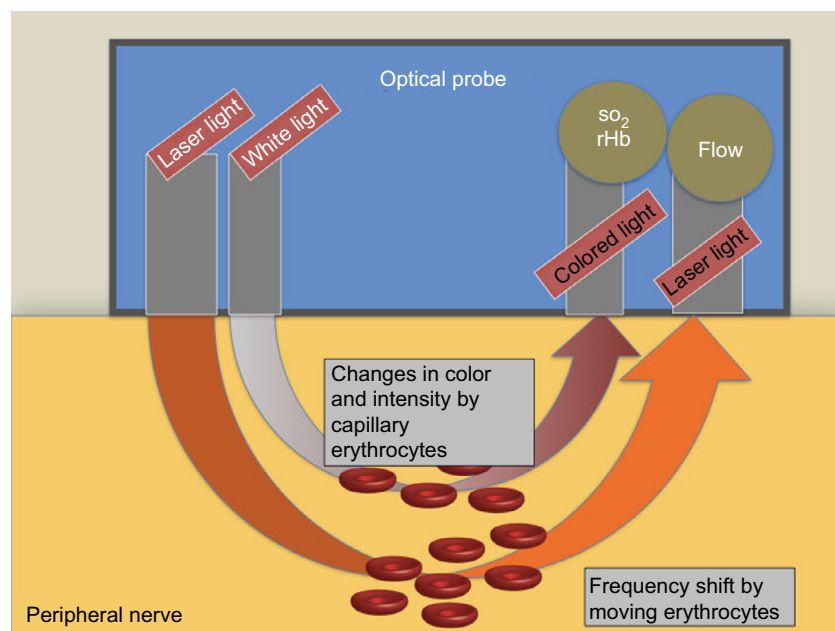 Optical probe
Laser light
White light
so₂
rHb
Flow
Colored light
Laser light
Changes in color
and intensity by
capillary
erythrocytes
Frequency shift by
moving erythrocytes
Peripheral nerve